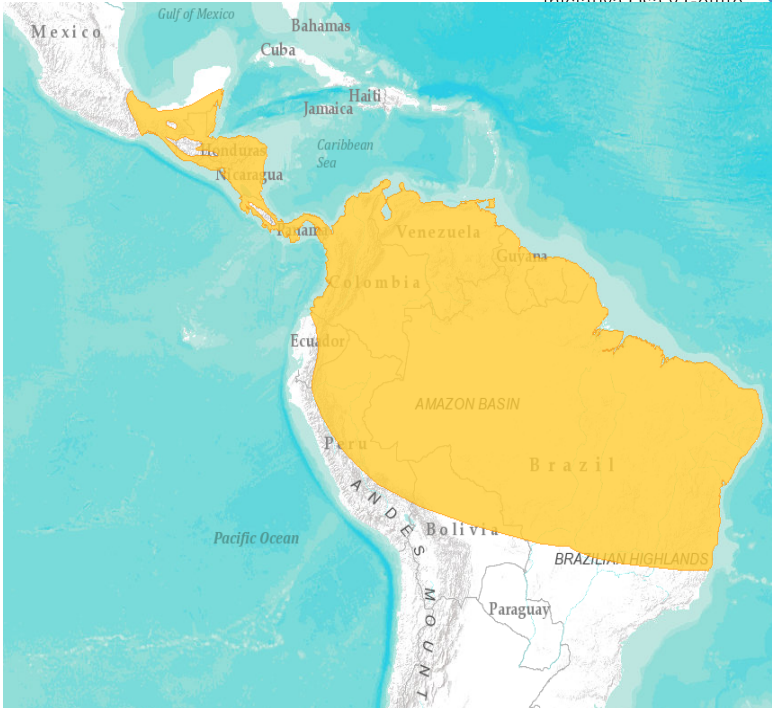 Mexico
Gulf of Mexico
Bahamas
Cuba
Haiti
Jamaica
Caribbean
Sea
Honduras
Nicaragua
Panama
Venezuela
Guyana
Colombia
Ecuador
AMAZON BASIN
Peru
Brazil
ANDES MOUNT
Pacific Ocean
Bolivia
BRAZILIAN HIGHLANDS
Paraguay